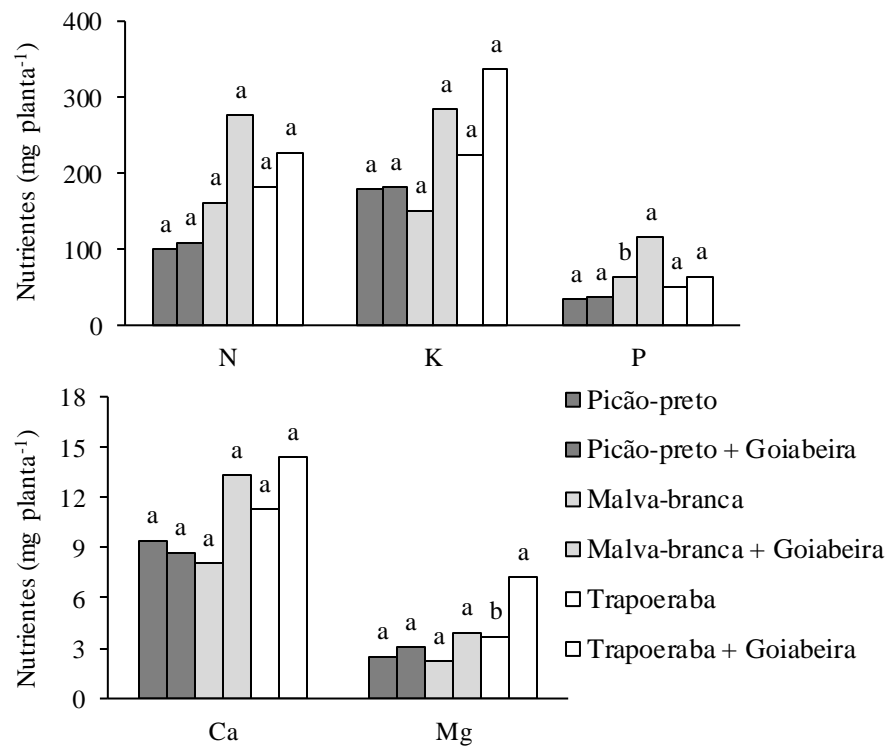 Nutrientes (mg planta⁻¹)
400
300
200
100
0
a a a a a a
a a a a a a
a a b a a a
N K P
Nutrientes (mg planta⁻¹)
18
15
12
9
6
3
0
a a a a a a
a a a a b a
Ca Mg
Picão-preto
Picão-preto + Goiabeira
Malva-branca
Malva-branca + Goiabeira
Trapoeraba
Trapoeraba + Goiabeira